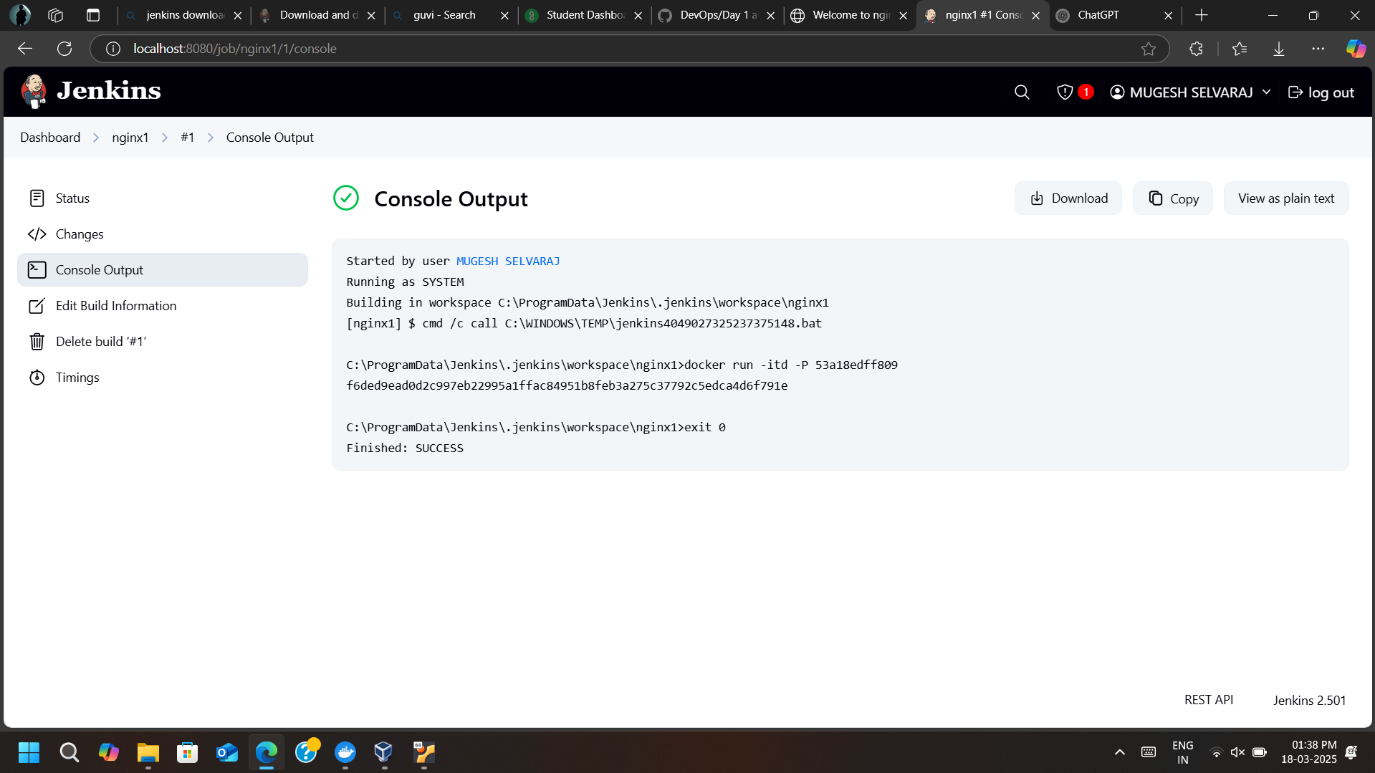 jenkins downloa
Download and d
guvi - Search
Student Dashbo
DevOps/Day 1 a
Welcome to ngi
nginx1 #1 Cons
ChatGPT
localhost:8080/job/nginx1/1/console
Jenkins
1
MUGESH SELVARAJ
log out
Dashboard
nginx1
#1
Console Output
Status
Changes
Console Output
Edit Build Information
Delete build ‘#1’
Timings
Console Output
Download
Copy
View as plain text
Started by user MUGESH SELVARAJ
Running as SYSTEM
Building in workspace C:\ProgramData\Jenkins\.jenkins\workspace\nginx1
[nginx1] $ cmd /c call C:\WINDOWS\TEMP\jenkins4049027325237375148.bat
C:\ProgramData\Jenkins\.jenkins\workspace\nginx1>docker run -itd -P 53a18edff809
f6ded9ead0d2c997eb22995a1ffac84951b8feb3a275c37792c5edca4d6f791e
C:\ProgramData\Jenkins\.jenkins\workspace\nginx1>exit 0
Finished: SUCCESS
REST API
Jenkins 2.501
ENG
IN
01:38 PM
18-03-2025